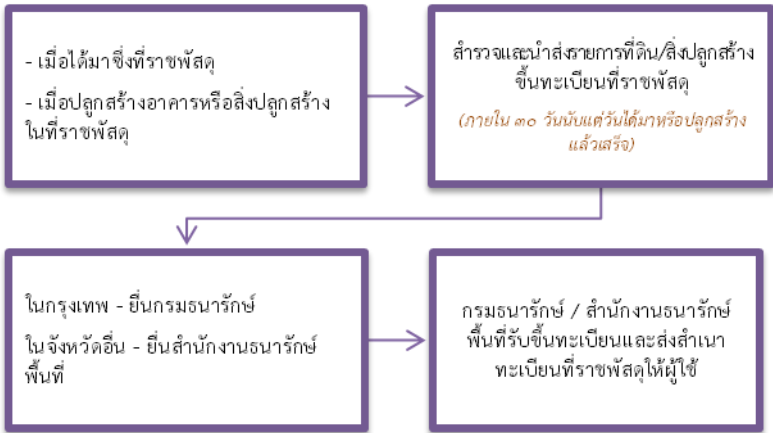 - เมื่อได้มาซึ่งที่ราชพัสดุ
- เมื่อปลูกสร้างอาคารหรือสิ่งปลูกสร้าง
ในที่ราชพัสดุ
สำรวจและนำส่งรายการที่ดิน/สิ่งปลูกสร้าง
ขึ้นทะเบียนที่ราชพัสดุ
(ภายใน ๓๐ วันนับแต่วันได้มาหรือปลูกสร้าง
แล้วเสร็จ)
ในกรุงเทพ - ยื่นกรมธนารักษ์
ในจังหวัดอื่น - ยื่นสำนักงานธนารักษ์
พื้นที่
กรมธนารักษ์ / สำนักงานธนารักษ์
พื้นที่รับขึ้นทะเบียนและส่งสำเนา
ทะเบียนที่ราชพัสดุให้ผู้ใช้